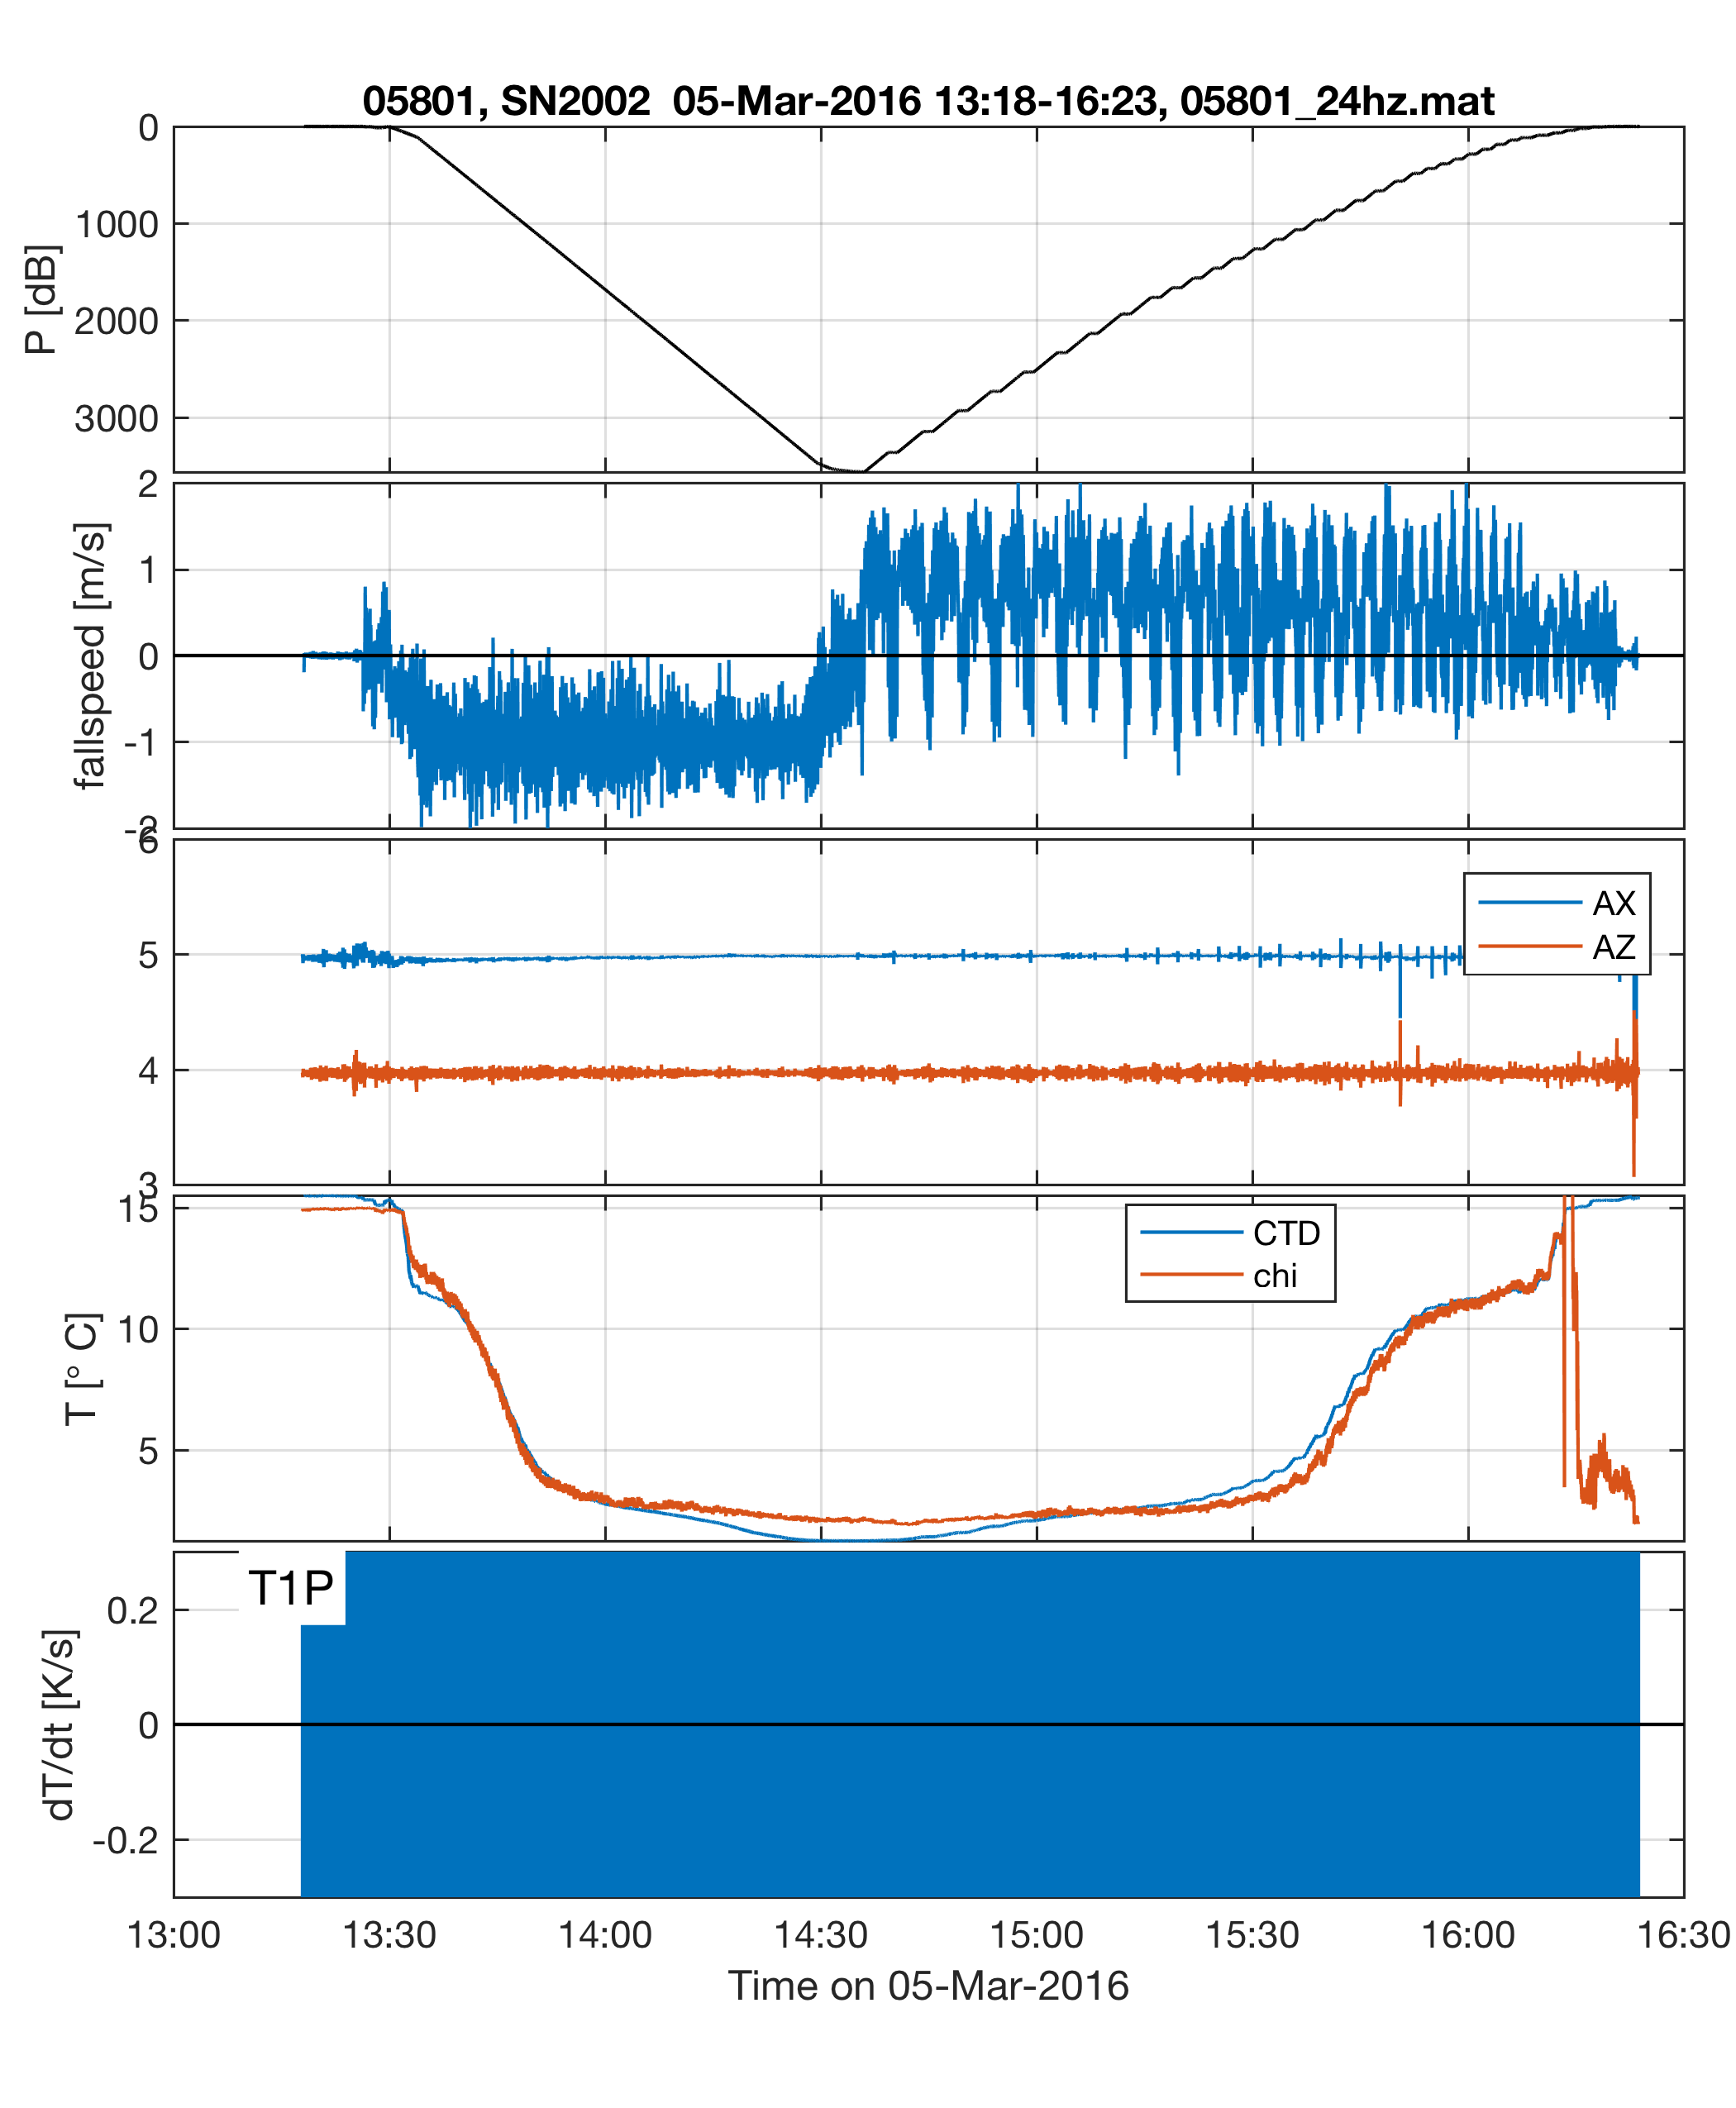 05801, SN2002 05-Mar-2016 13:18-16:23, 05801_24hz.mat
0
1000
2000
3000
P [dB]
2
1
0
-1
-2
fallspeed [m/s]
6
5
4
3
AX
AZ
15
10
5
T [° C]
CTD
chi
T1P
0.2
0
-0.2
dT/dt [K/s]
13:00 13:30 14:00 14:30 15:00 15:30 16:00 16:30
Time on 05-Mar-2016